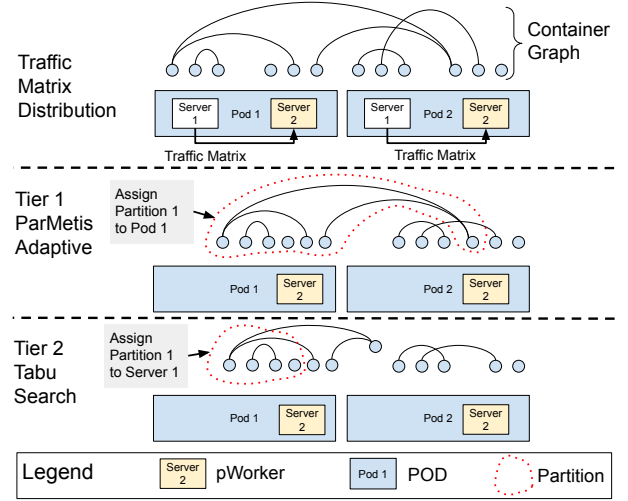 Container
Graph
Traffic
Matrix
Distribution
Server
1
Pod 1
Server
2
Server
1
Pod 2
Server
2
Traffic Matrix
Traffic Matrix
Tier 1
ParMetis
Adaptive
Assign
Partition 1
to Pod 1
Pod 1
Server
2
Pod 2
Server
2
Tier 2
Tabu
Search
Assign
Partition 1
to Server 1
Pod 1
Server
2
Pod 2
Server
2
Legend
Server
2
pWorker
Pod 1
POD
Partition